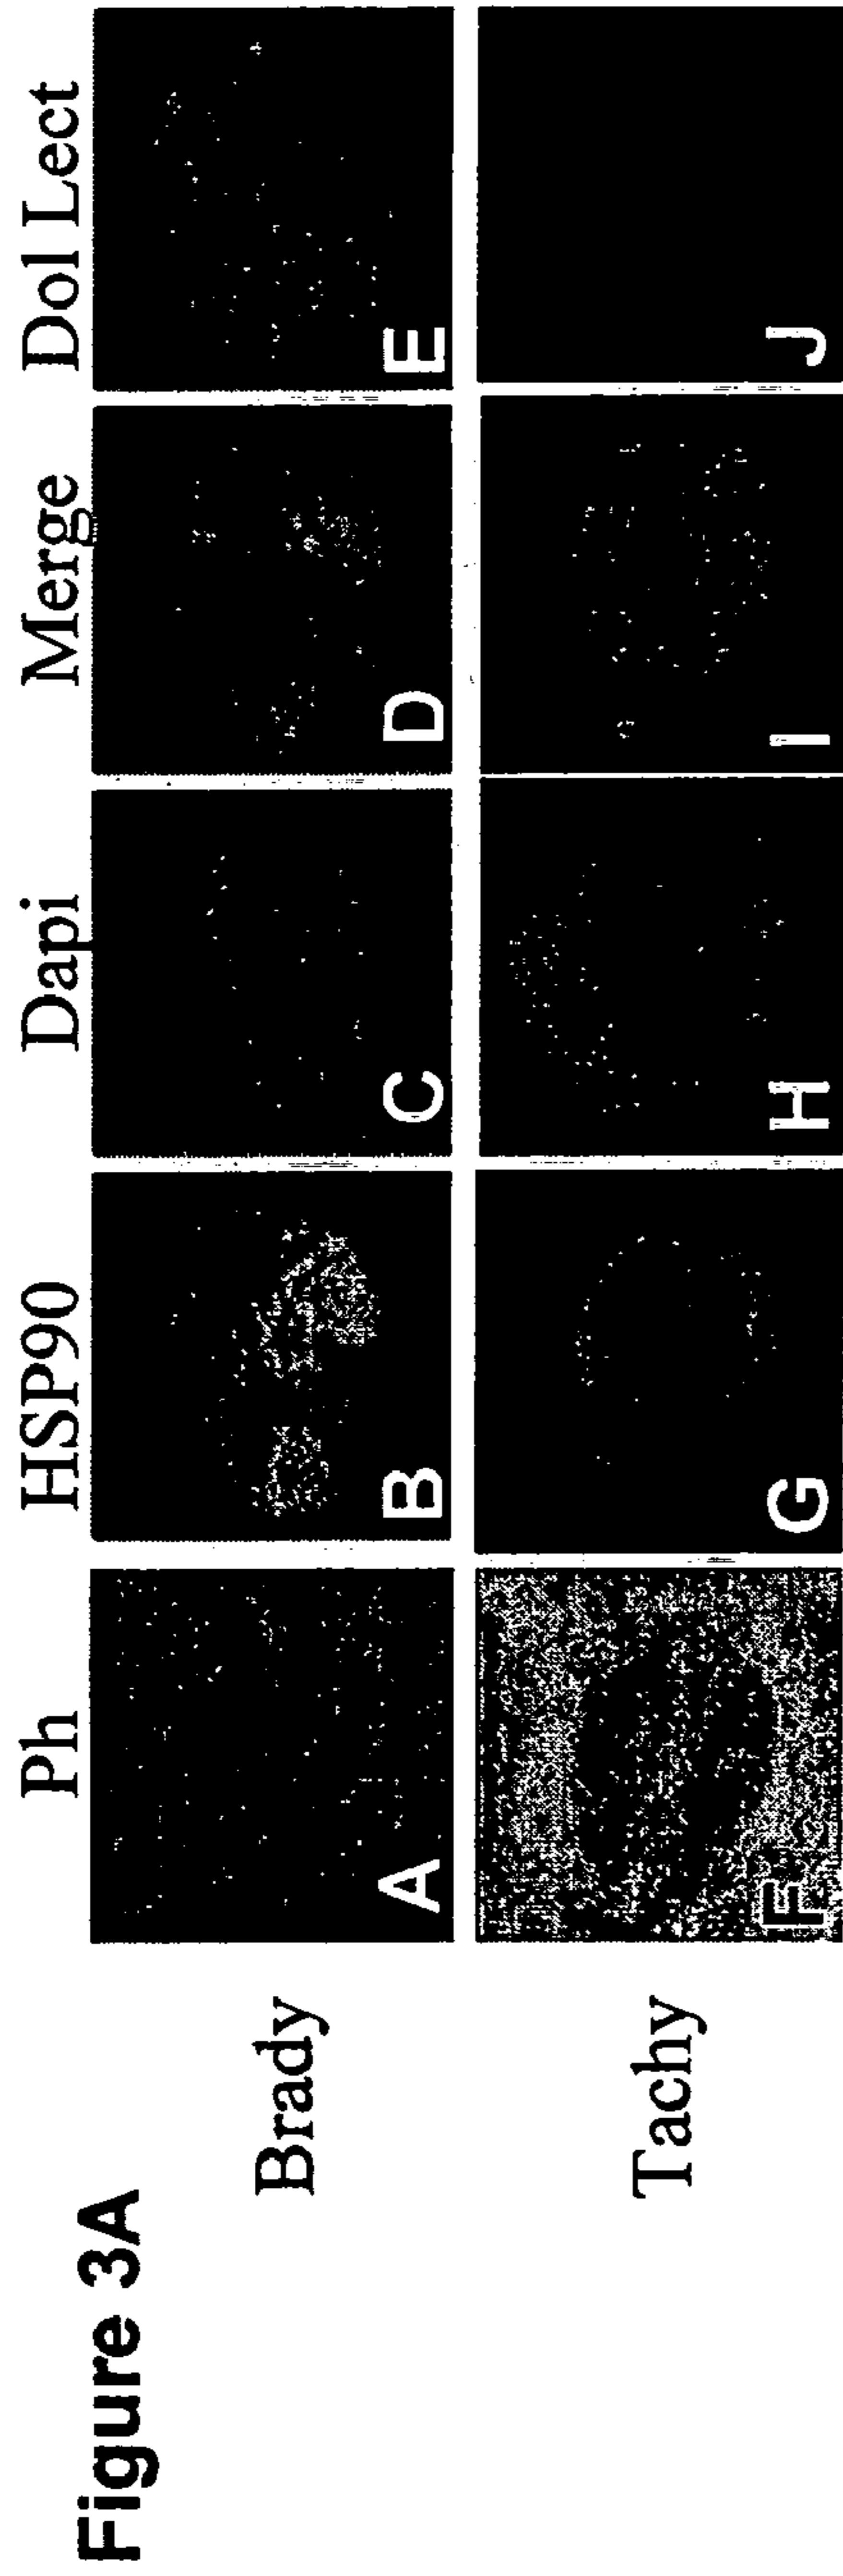 Figure 3A
Ph HSP90 Dapi Merge Dol Lect
Brady
A B C D E
Tachy
F G H I J